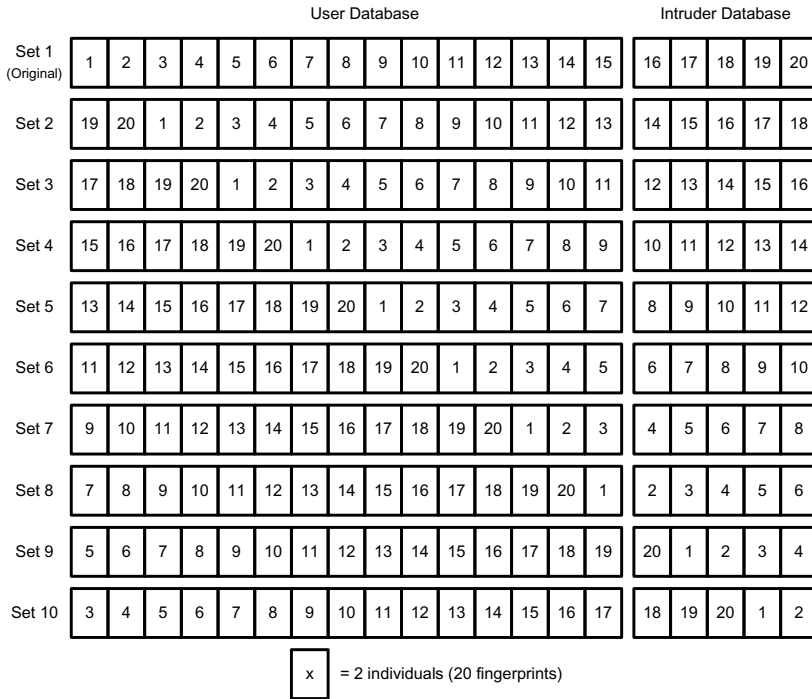 User Database Intruder Database
Set 1 1 2 3 4 5 6 7 8 9 10 11 12 13 14 15 16 17 18 19 20
(Original)
Set 2 19 20 1 2 3 4 5 6 7 8 9 10 11 12 13 14 15 16 17 18
Set 3 17 18 19 20 1 2 3 4 5 6 7 8 9 10 11 12 13 14 15 16
Set 4 15 16 17 18 19 20 1 2 3 4 5 6 7 8 9 10 11 12 13 14
Set 5 13 14 15 16 17 18 19 20 1 2 3 4 5 6 7 8 9 10 11 12
Set 6 11 12 13 14 15 16 17 18 19 20 1 2 3 4 5 6 7 8 9 10
Set 7 9 10 11 12 13 14 15 16 17 18 19 20 1 2 3 4 5 6 7 8
Set 8 7 8 9 10 11 12 13 14 15 16 17 18 19 20 1 2 3 4 5 6
Set 9 5 6 7 8 9 10 11 12 13 14 15 16 17 18 19 20 1 2 3 4
Set 10 3 4 5 6 7 8 9 10 11 12 13 14 15 16 17 18 19 20 1 2
x = 2 individuals (20 fingerprints)